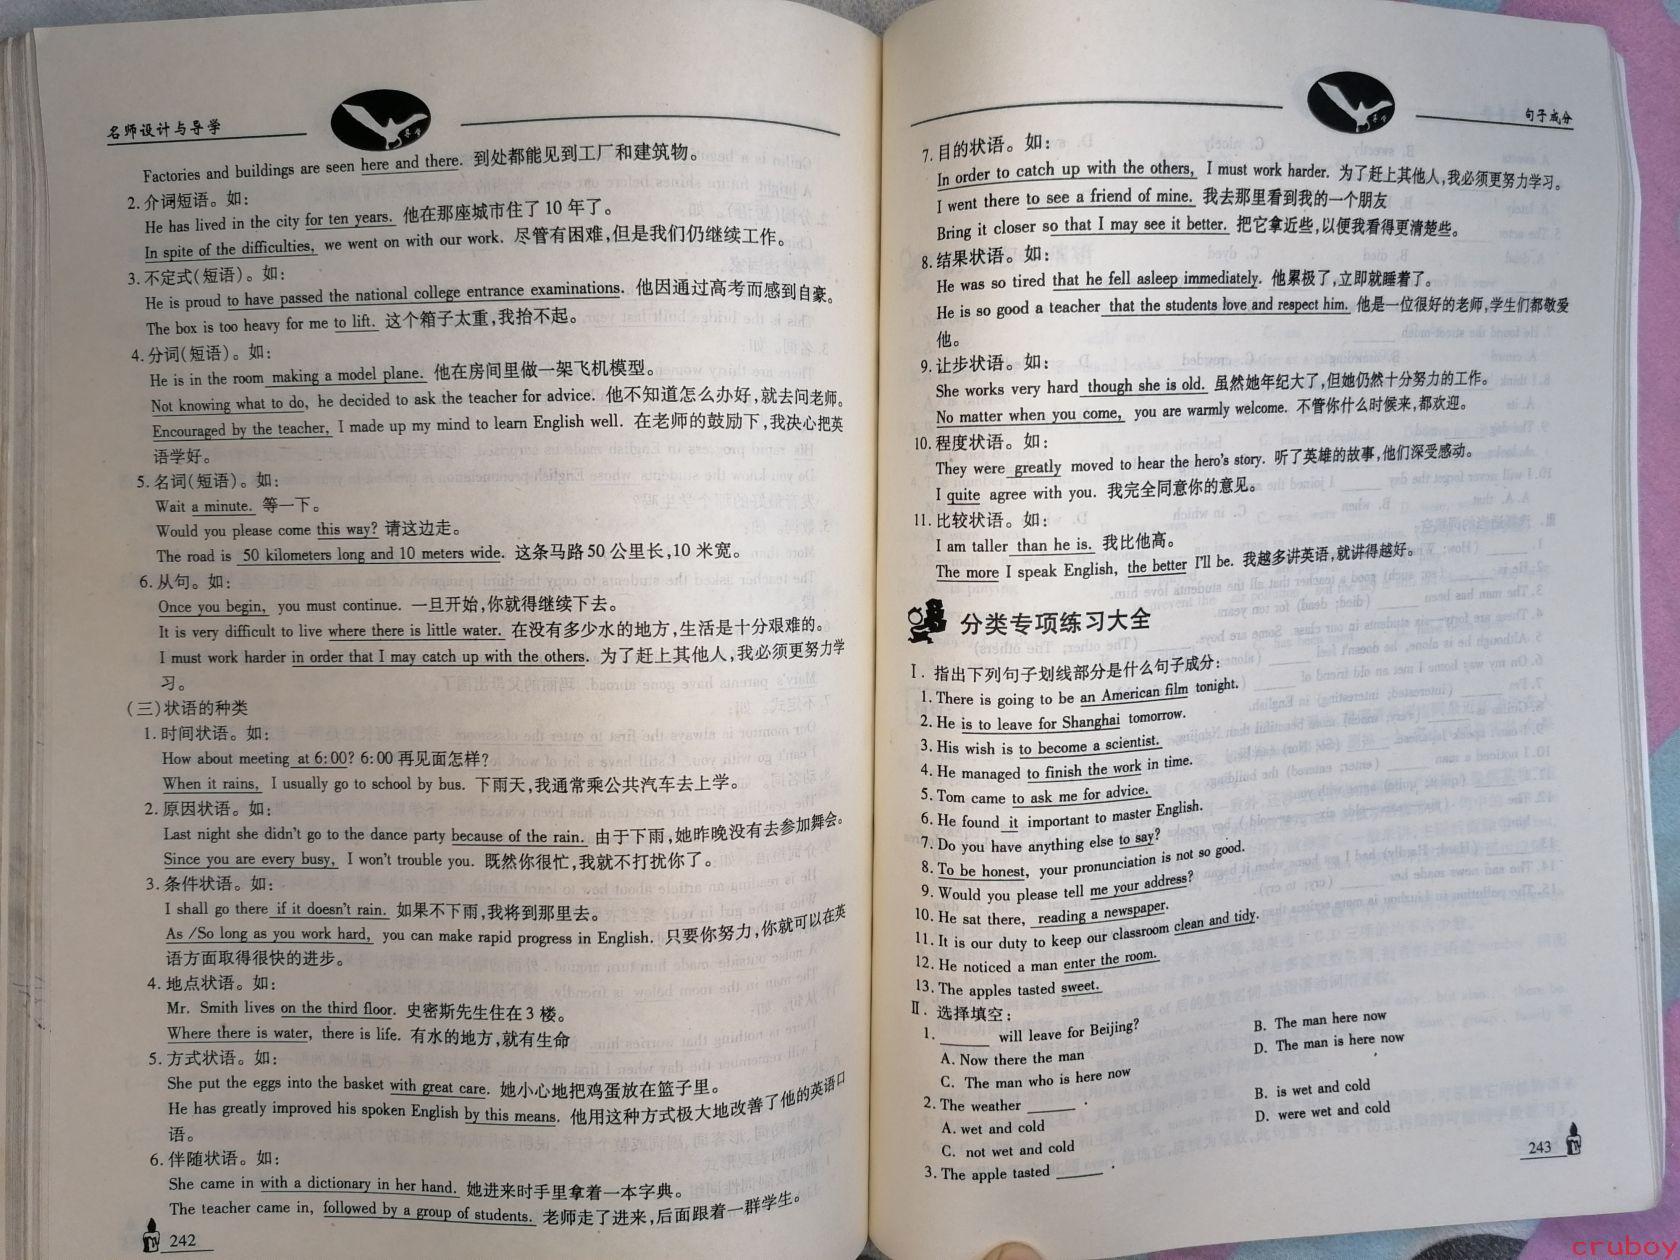 名师设计与导学
Factories and buildings are seen here and there. 到处都能见到工厂和建筑物。
2. 介词短语。如:
He has lived in the city for ten years. 他在那座城市住了 10 年了。
In spite of the difficulties, we went on with our work. 尽管有困难,但是我们仍继续工作。
3. 不定式(短语)。如:
He is proud to have passed the national college entrance examinations. 他因通过高考而感到自豪。
The box is too heavy for me to lift. 这个箱子太重,我抬不起。
4. 分词(短语)。如:
He is in the room making a model plane. 他在房间里做一架飞机模型。
Not knowing what to do, he decided to ask the teacher for advice. 他不知道怎么办好,就去问老师。
Encouraged by the teacher, I made up my mind to learn English well. 在老师的鼓励下,我决心把英
语学好。
5. 名词(短语)。如:
Wait a minute. 等一下。
Would you please come this way? 请这边走。
The road is 50 kilometers long and 10 meters wide. 这条马路 50 公里长,10 米宽。
6. 从句。如:
Once you begin, you must continue. 一旦开始,你就得继续下去。
It is very difficult to live where there is little water. 在没有多少水的地方,生活是十分艰难的。
I must work harder in order that I may catch up with the others. 为了赶上其他人,我必须更努力学
习。
(三)状语的种类
1. 时间状语。如:
How about meeting at 6:00? 6:00 再见面怎样?
When it rains, I usually go to school by bus. 下雨天,我通常乘公共汽车去上学。
2. 原因状语。如:
Last night she didn't go to the dance party because of the rain. 由于下雨,她昨晚没有去参加舞会。
Since you are every busy, I won't trouble you. 既然你很忙,我就不打扰你了。
3. 条件状语。如:
I shall go there if it doesn't rain. 如果不下雨,我将到那里去。
As /So long as you work hard, you can make rapid progress in English. 只要你努力,你就可以在英
语方面取得很快的进步。
4. 地点状语。如:
Mr. Smith lives on the third floor. 史密斯先生住在 3 楼。
Where there is water, there is life. 有水的地方,就有生命
5. 方式状语。如:
She put the eggs into the basket with great care. 她小心地把鸡蛋放在篮子里。
He has greatly improved his spoken English by this means. 他用这种方式极大地改善了他的英语口
语。
6. 伴随状语。如:
She came in with a dictionary in her hand. 她进来时手里拿着一本字典。
The teacher came in, followed by a group of students. 老师走了进来,后面跟着一群学生。
242
句子成分
7. 目的状语。如:
In order to catch up with the others, I must work harder. 为了赶上其他人,我必须更努力学习。
I went there to see a friend of mine. 我去那里看到我的一个朋友
Bring it closer so that I may see it better. 把它拿近些,以便我看得更清楚些。
8. 结果状语。如:
He was so tired that he fell asleep immediately. 他累极了,立即就睡着了。
He is so good a teacher that the students love and respect him. 他是一位很好的老师,学生们都敬爱
他。
9. 让步状语。如:
She works very hard though she is old. 虽然她年纪大了,但她仍然十分努力的工作。
No matter when you come, you are warmly welcome. 不管你什么时候来,都欢迎。
10. 程度状语。如:
They were greatly moved to hear the hero's story. 听了英雄的故事,他们深受感动。
I quite agree with you. 我完全同意你的意见。
11. 比较状语。如:
I am taller than he is. 我比他高。
The more I speak English, the better I'll be. 我越多讲英语,就讲得越好。
分类专项练习大全
Ⅰ. 指出下列句子划线部分是什么句子成分:
1. There is going to be an American film tonight.
2. He is to leave for Shanghai tomorrow.
3. His wish is to become a scientist.
4. He managed to finish the work in time.
5. Tom came to ask me for advice.
6. He found it important to master English.
7. Do you have anything else to say?
8. To be honest, your pronunciation is not so good.
9. Would you please tell me your address?
10. He sat there, reading a newspaper.
11. It is our duty to keep our classroom clean and tidy.
12. He noticed a man enter the room.
13. The apples tasted sweet.
Ⅱ. 选择填空:
1. ______ will leave for Beijing?
A. Now there the man B. The man here now
C. The man who is here now D. The man is here now
2. The weather ______ .
A. wet and cold B. is wet and cold
C. not wet and cold D. were wet and cold
3. The apple tasted ______ .
243
cruboy